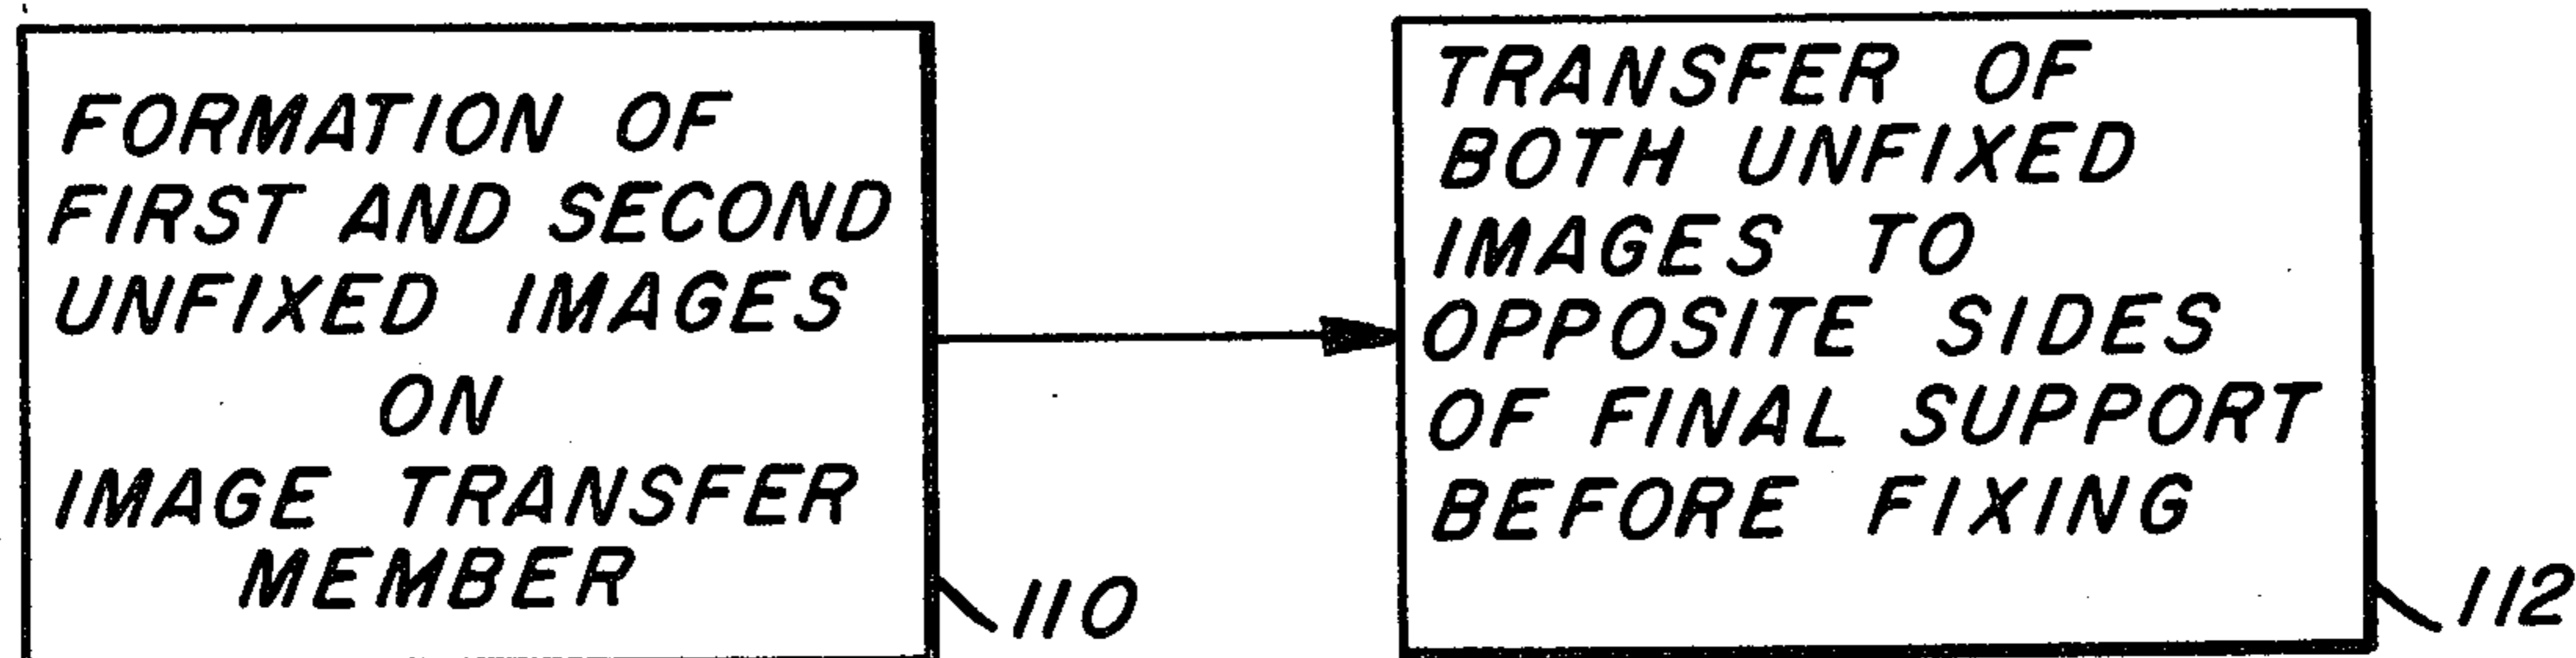 FORMATION OF
FIRST AND SECOND
UNFIXED IMAGES
ON
IMAGE TRANSFER
MEMBER
110
TRANSFER OF
BOTH UNFIXED
IMAGES TO
OPPOSITE SIDES
OF FINAL SUPPORT
BEFORE FIXING
112